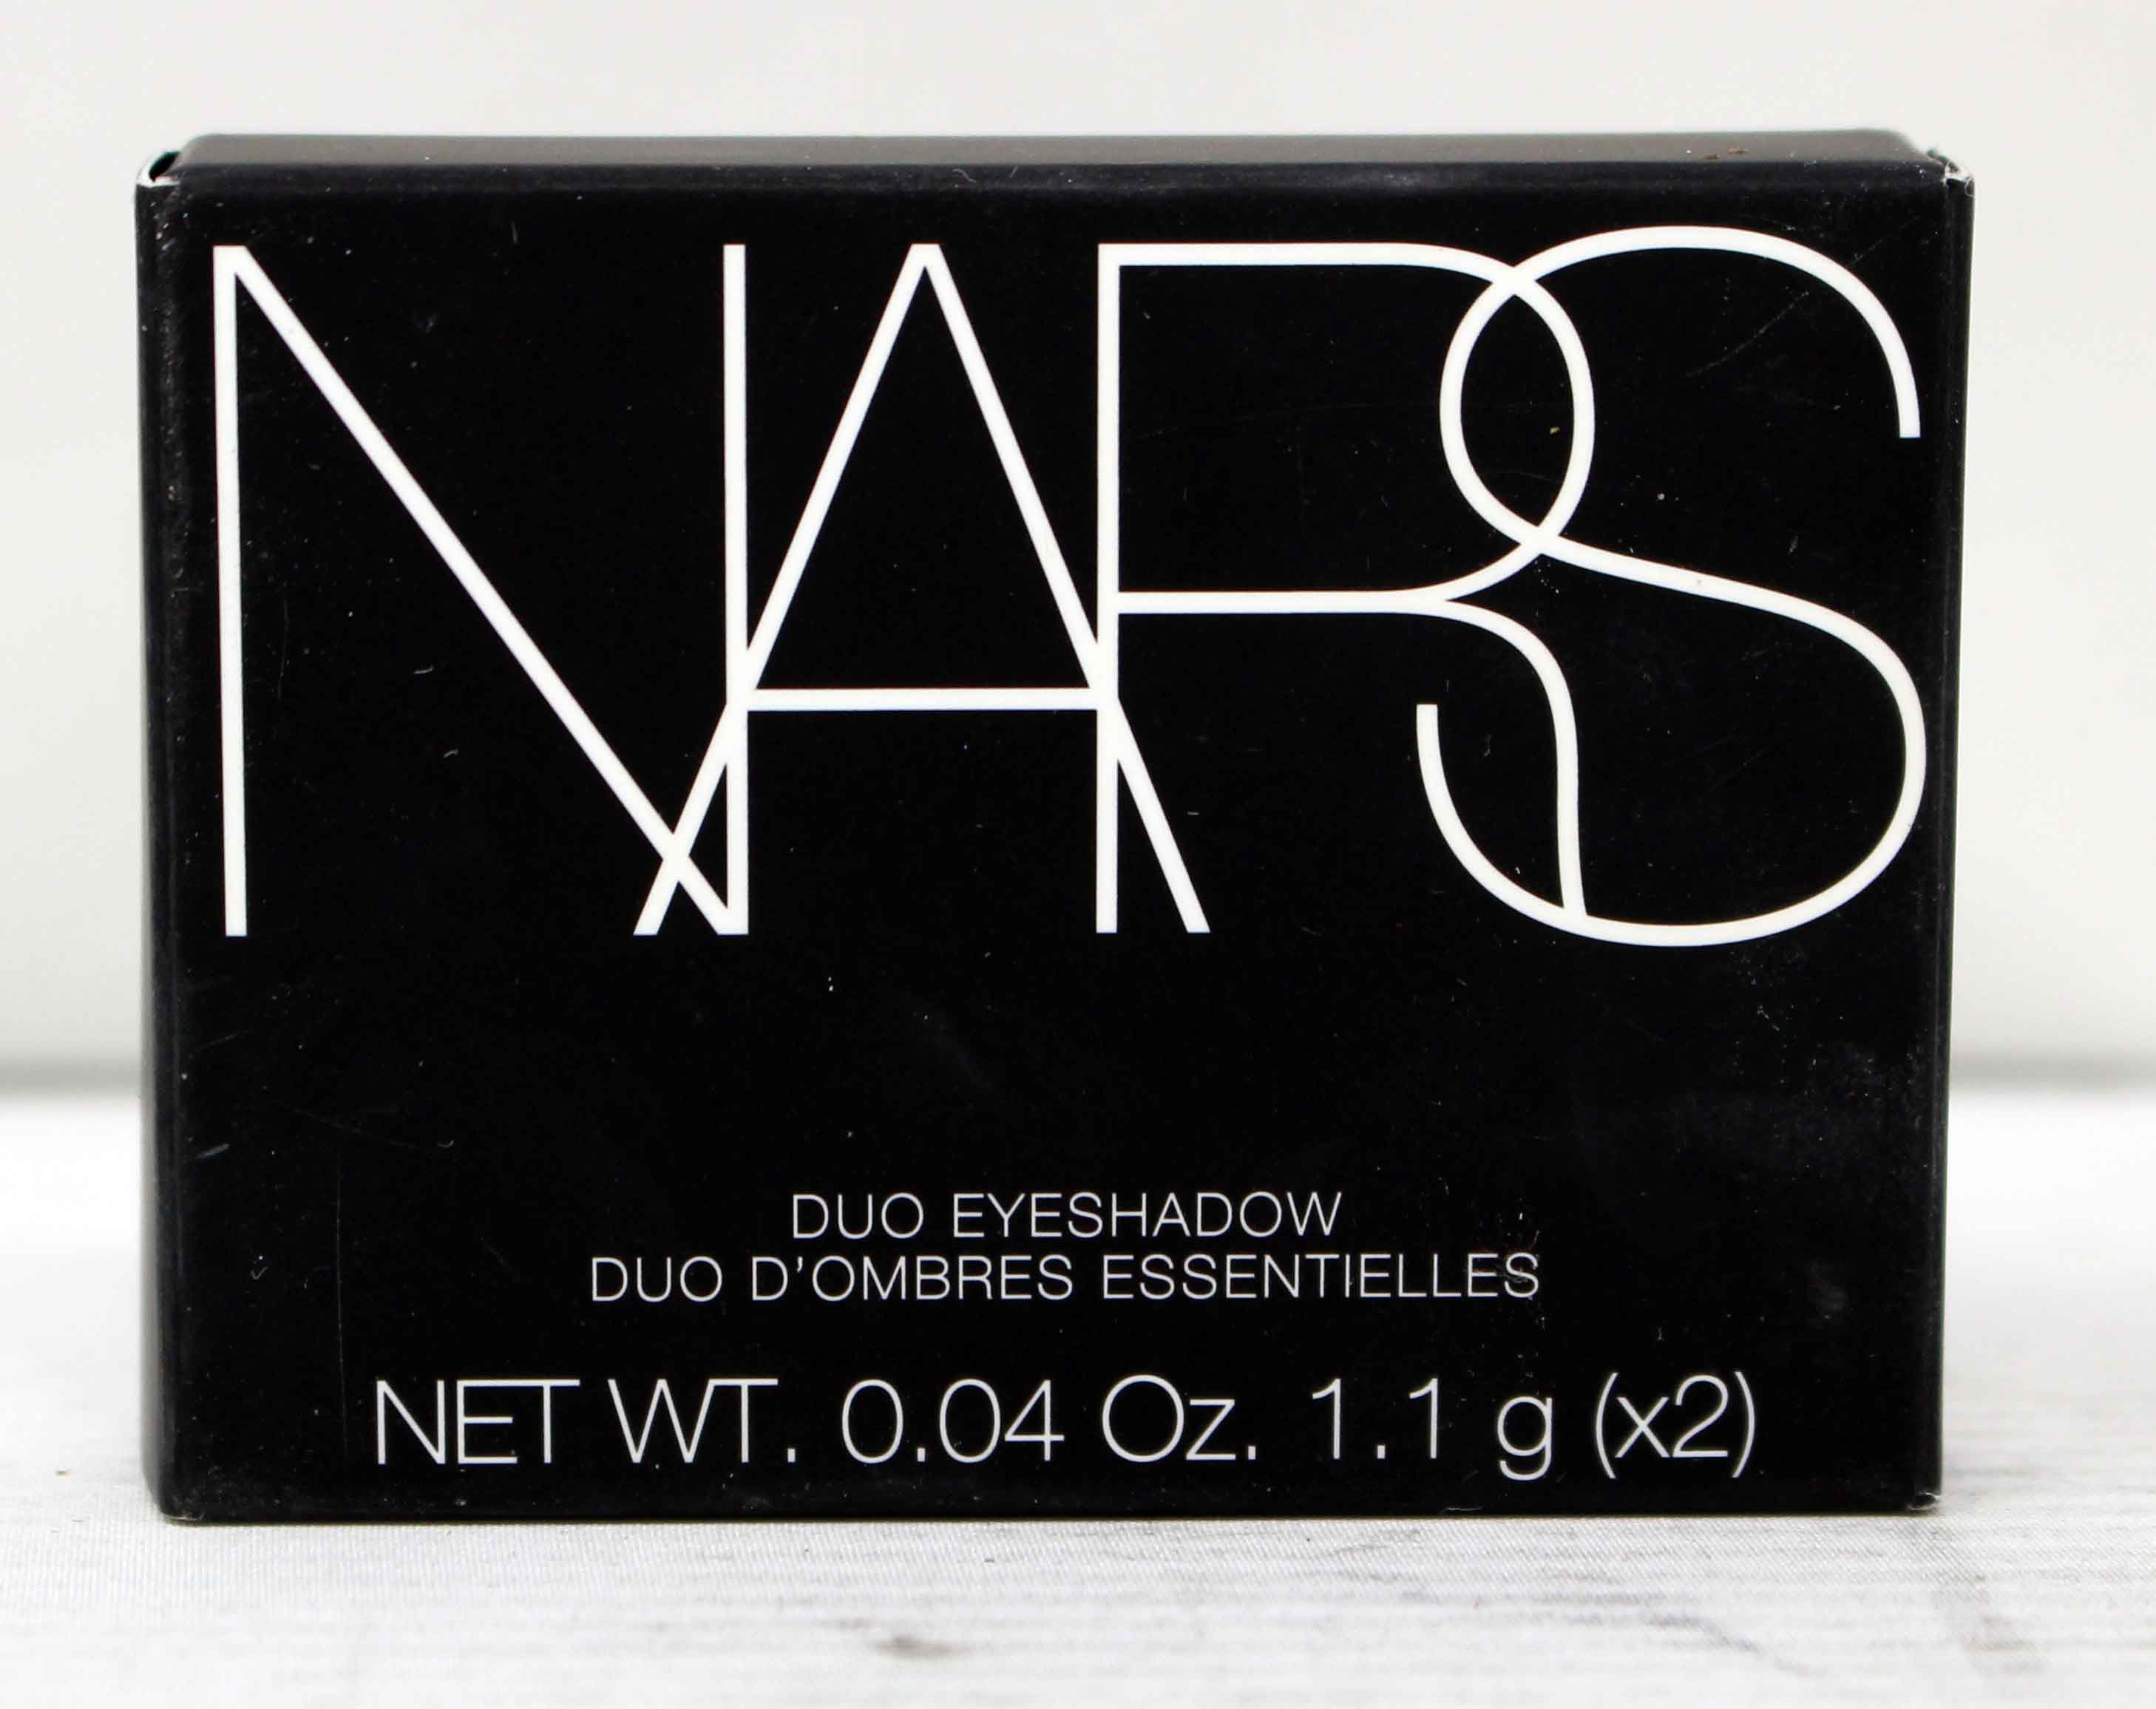 NARS
DUO EYESHADOW
DUO D'OMBRES ESSENTIELLES
NET WT. 0.04 Oz. 1.1 g (x2)